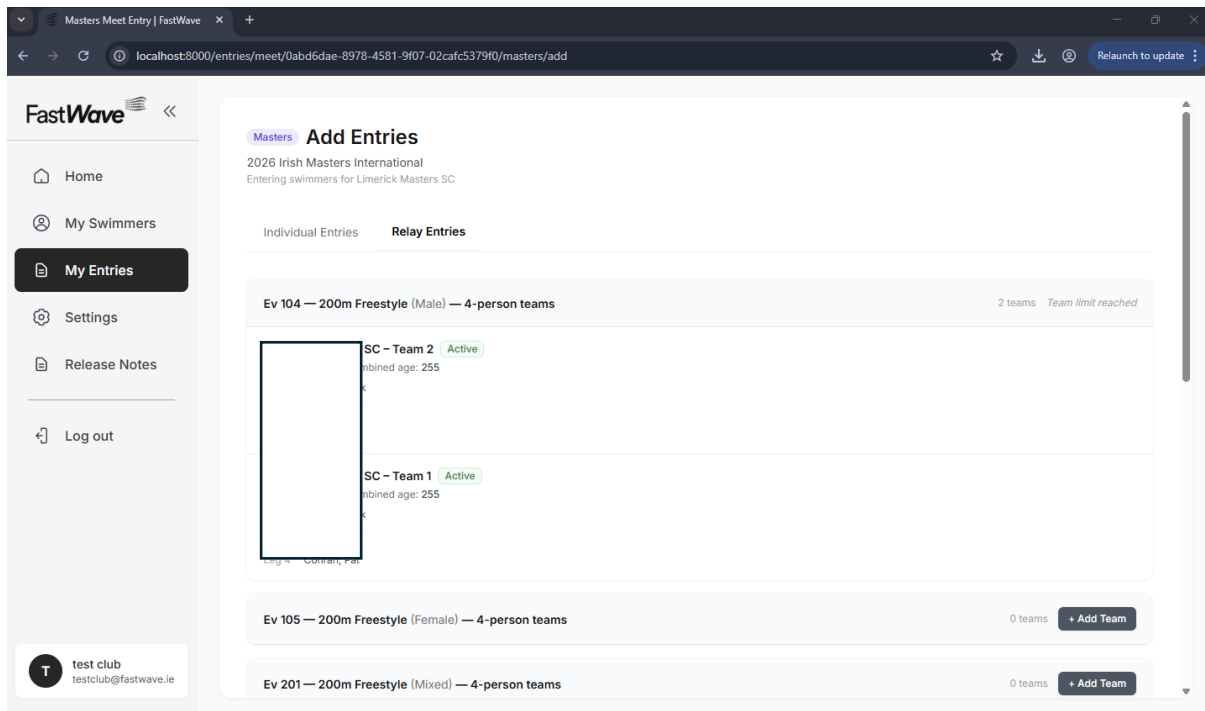 Masters Meet Entry | FastWave
localhost:8000/entries/meet/0abd6dae-8978-4581-9f07-02cafc5379f0/masters/add
Relaunch to update
FastWave
Home
My Swimmers
My Entries
Settings
Release Notes
Log out
T
test club
testclub@fastwave.ie
Masters Add Entries
2026 Irish Masters International
Entering swimmers for Limerick Masters SC
Individual Entries Relay Entries
Ev 104 — 200m Freestyle (Male) — 4-person teams 2 teams Team limit reached
SC – Team 2 Active
age: 255
SC – Team 1 Active
age: 255
Leg 4 Conran, Pat
Ev 105 — 200m Freestyle (Female) — 4-person teams 0 teams + Add Team
Ev 201 — 200m Freestyle (Mixed) — 4-person teams 0 teams + Add Team